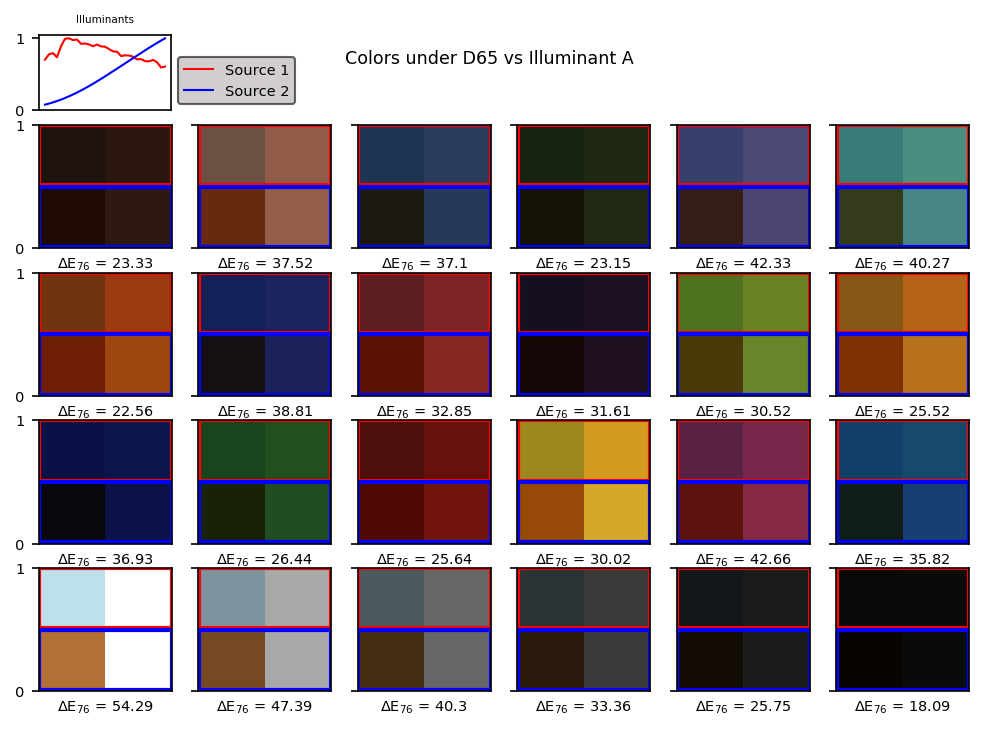 Illuminants
1
0
Source 1
Source 2
Colors under D65 vs Illuminant A
1
0
ΔE76 = 23.33 ΔE76 = 37.52 ΔE76 = 37.1 ΔE76 = 23.15 ΔE76 = 42.33 ΔE76 = 40.27
1
0
ΔE76 = 22.56 ΔE76 = 38.81 ΔE76 = 32.85 ΔE76 = 31.61 ΔE76 = 30.52 ΔE76 = 25.52
1
0
ΔE76 = 36.93 ΔE76 = 26.44 ΔE76 = 25.64 ΔE76 = 30.02 ΔE76 = 42.66 ΔE76 = 35.82
1
0
ΔE76 = 54.29 ΔE76 = 47.39 ΔE76 = 40.3 ΔE76 = 33.36 ΔE76 = 25.75 ΔE76 = 18.09